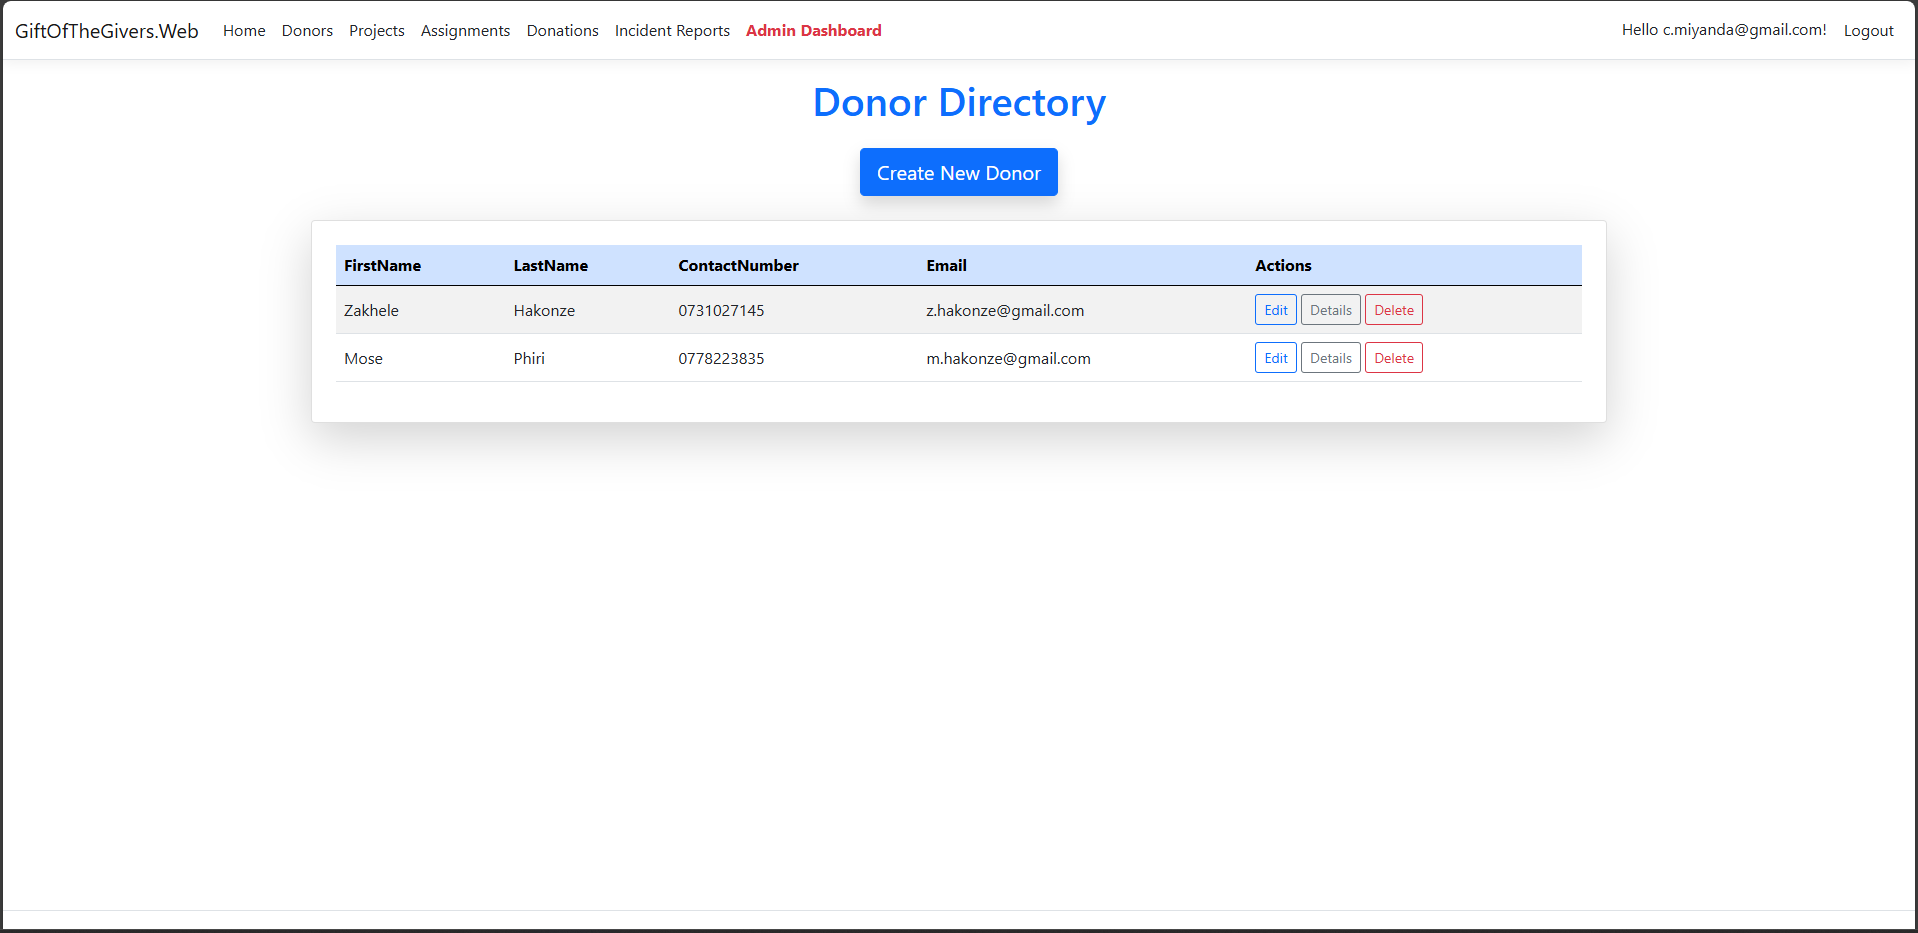 GiftOfTheGivers.Web Home Donors Projects Assignments Donations Incident Reports Admin Dashboard Hello c.miyanda@gmail.com! Logout
Donor Directory
Create New Donor
FirstName LastName ContactNumber Email Actions
Zakhele Hakonze 0731027145 z.hakonze@gmail.com Edit Details Delete
Mose Phiri 0778223835 m.hakonze@gmail.com Edit Details Delete